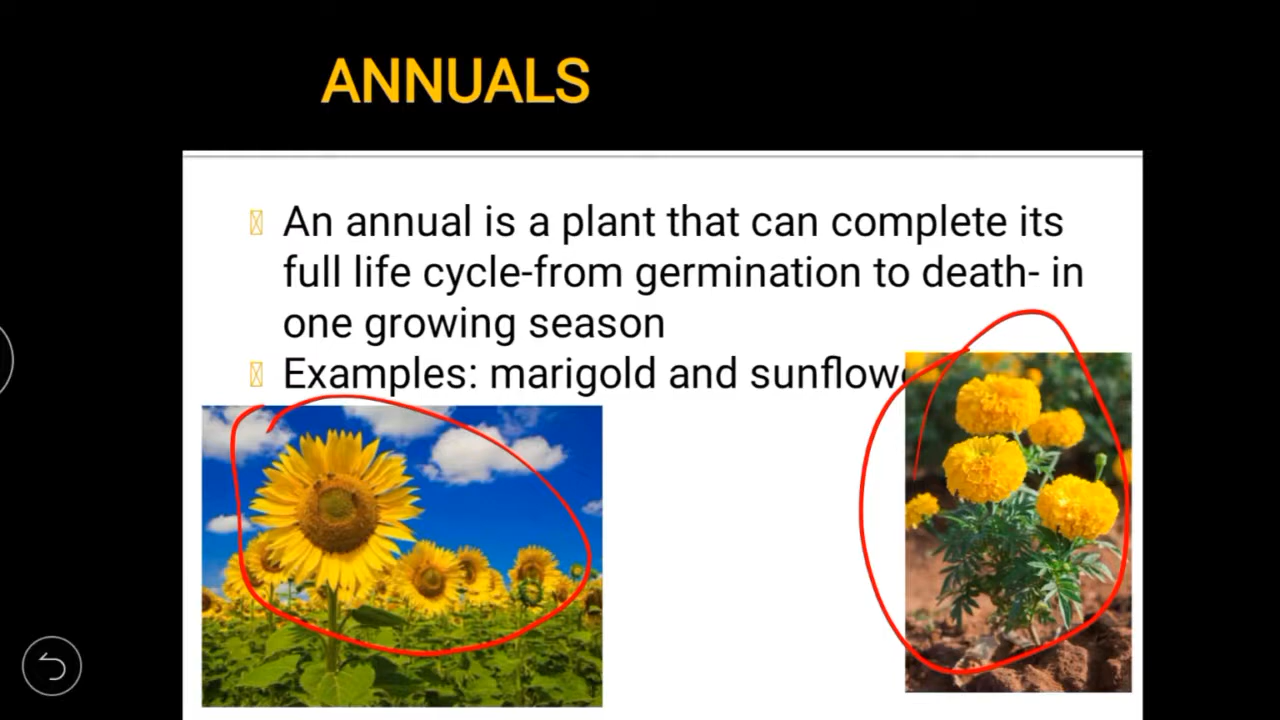 ANNUALS
An annual is a plant that can complete its
full life cycle-from germination to death- in
one growing season
Examples: marigold and